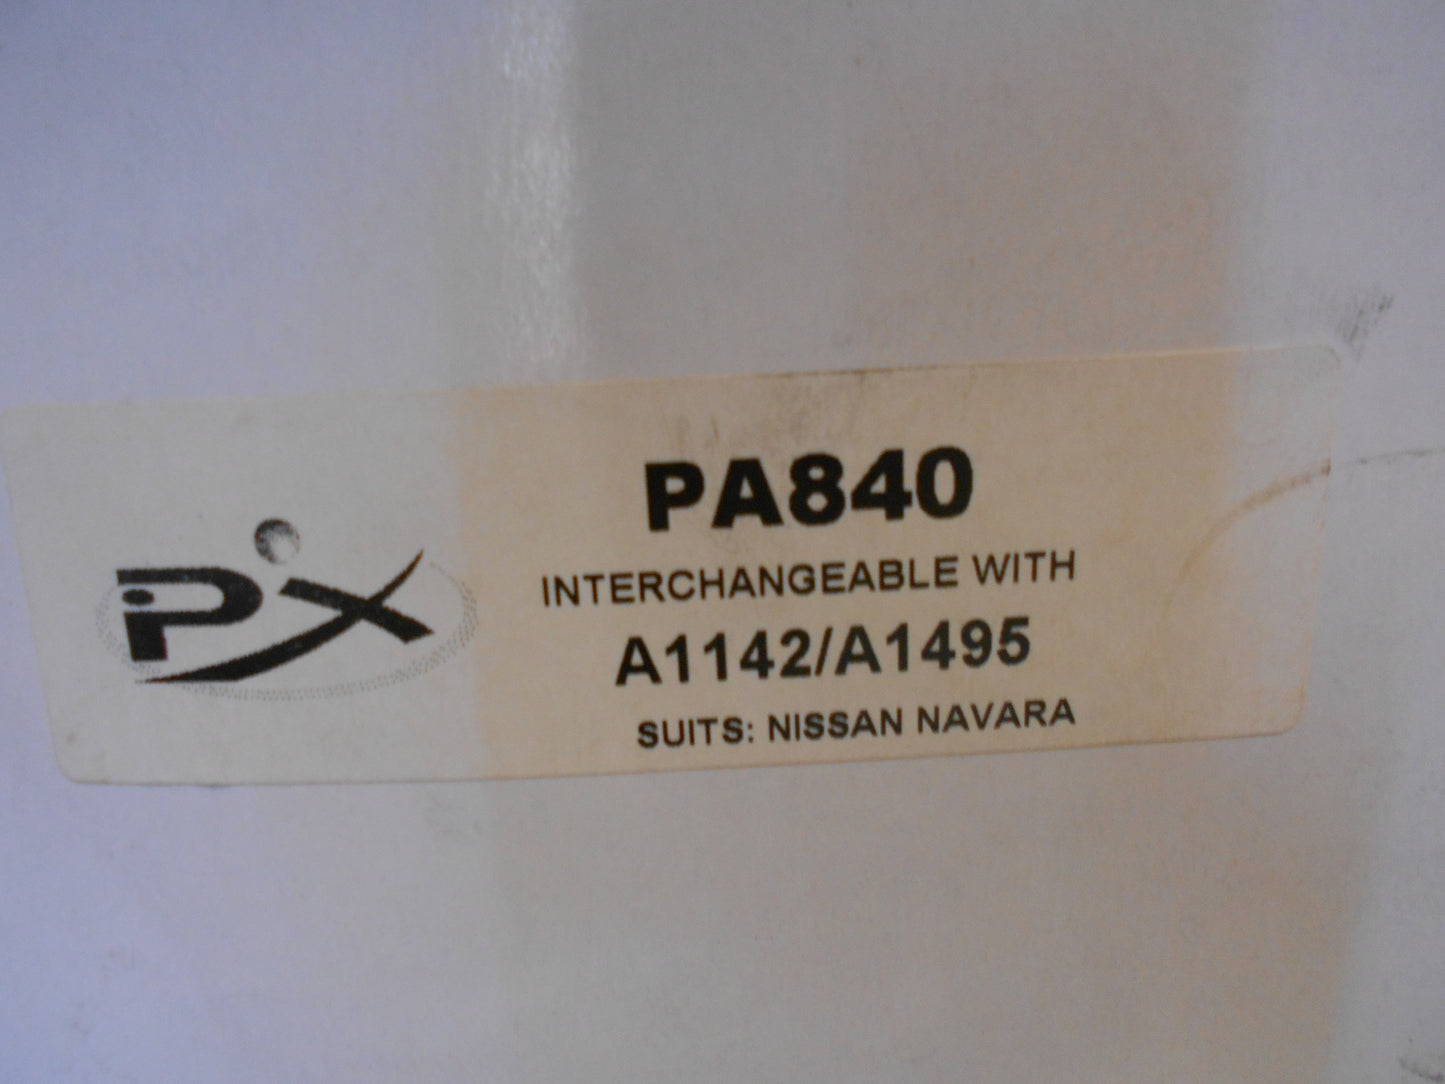 PX
PA840
INTERCHANGEABLE WITH
A1142/A1495
SUITS: NISSAN NAVARA